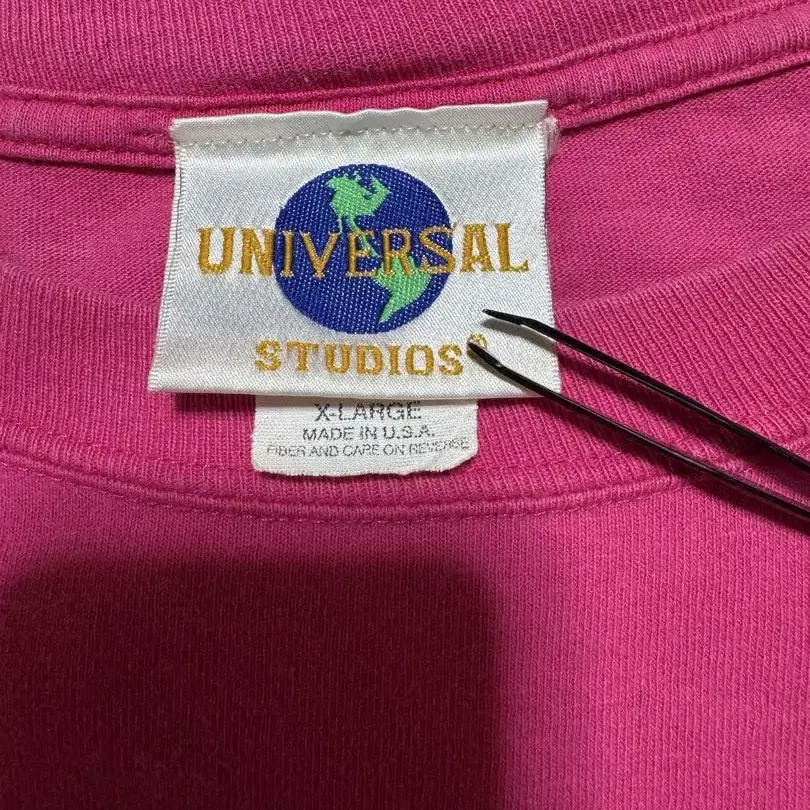 UNIVERSAL
STUDIOS®
X-LARGE
MADE IN U.S.A.
FIBER AND CARE ON REVERSE